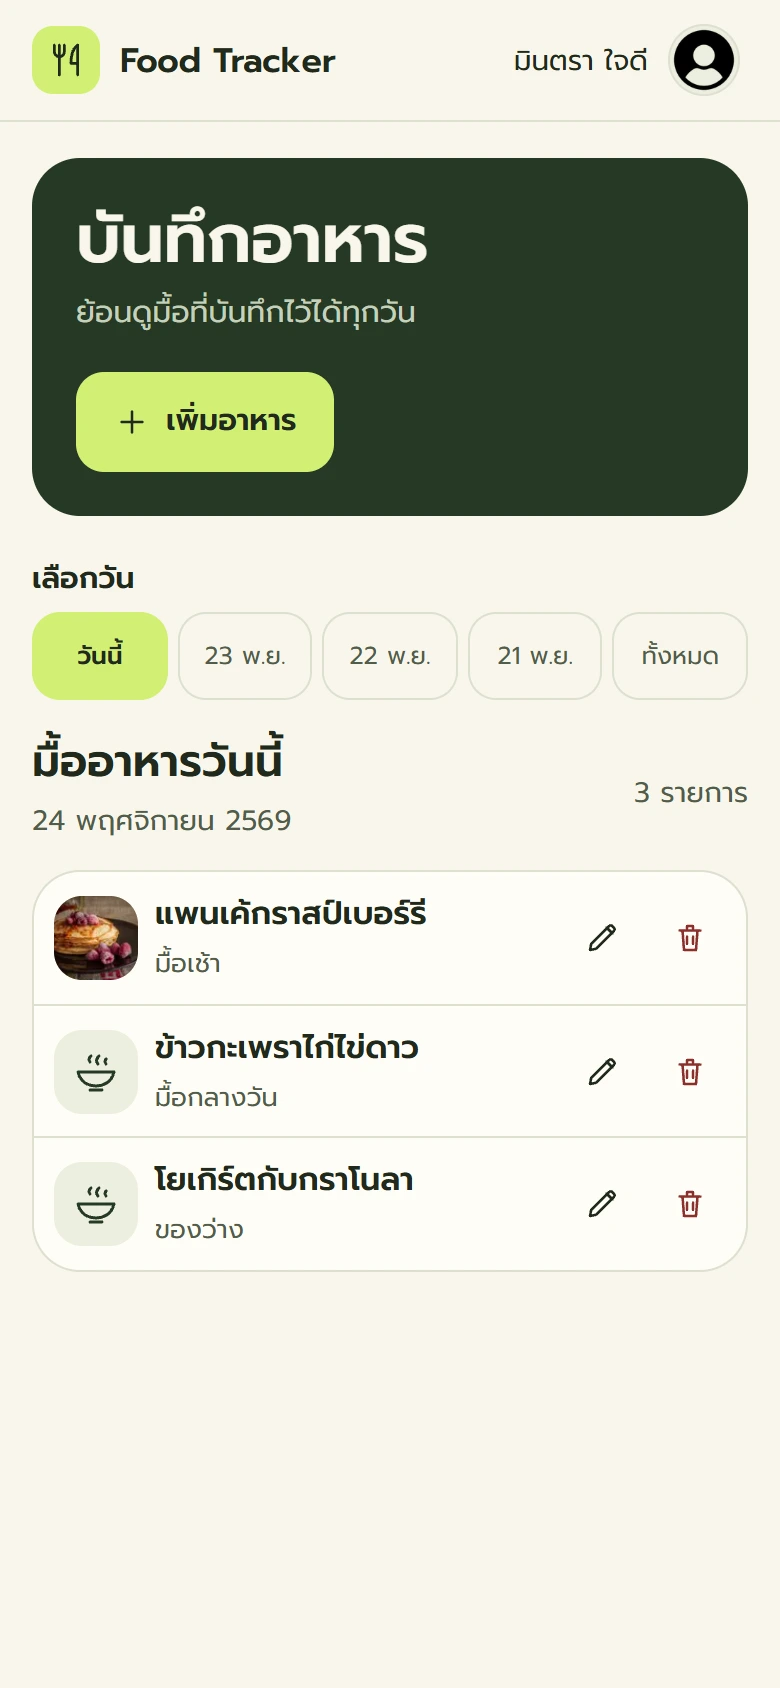 Food Tracker
มินตรา ใจดี
บันทึกอาหาร
ย้อนดูมื้อที่บันทึกไว้ได้ทุกวัน
เพิ่มอาหาร
เลือกวัน
วันนี้
23 พ.ย.
22 พ.ย.
21 พ.ย.
ทั้งหมด
มื้ออาหารวันนี้
24 พฤศจิกายน 2569
3 รายการ
แพนเค้กราสป์เบอร์รี
มื้อเช้า
ข้าวกะเพราไก่ไข่ดาว
มื้อกลางวัน
โยเกิร์ตกับกราโนลา
ของว่าง